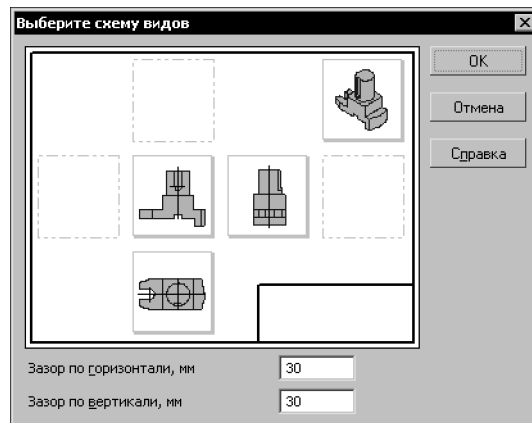 Выберите схему видов
OK
Отмена
Справка
Зазор по горизонтали, мм 30
Зазор по вертикали, мм 30